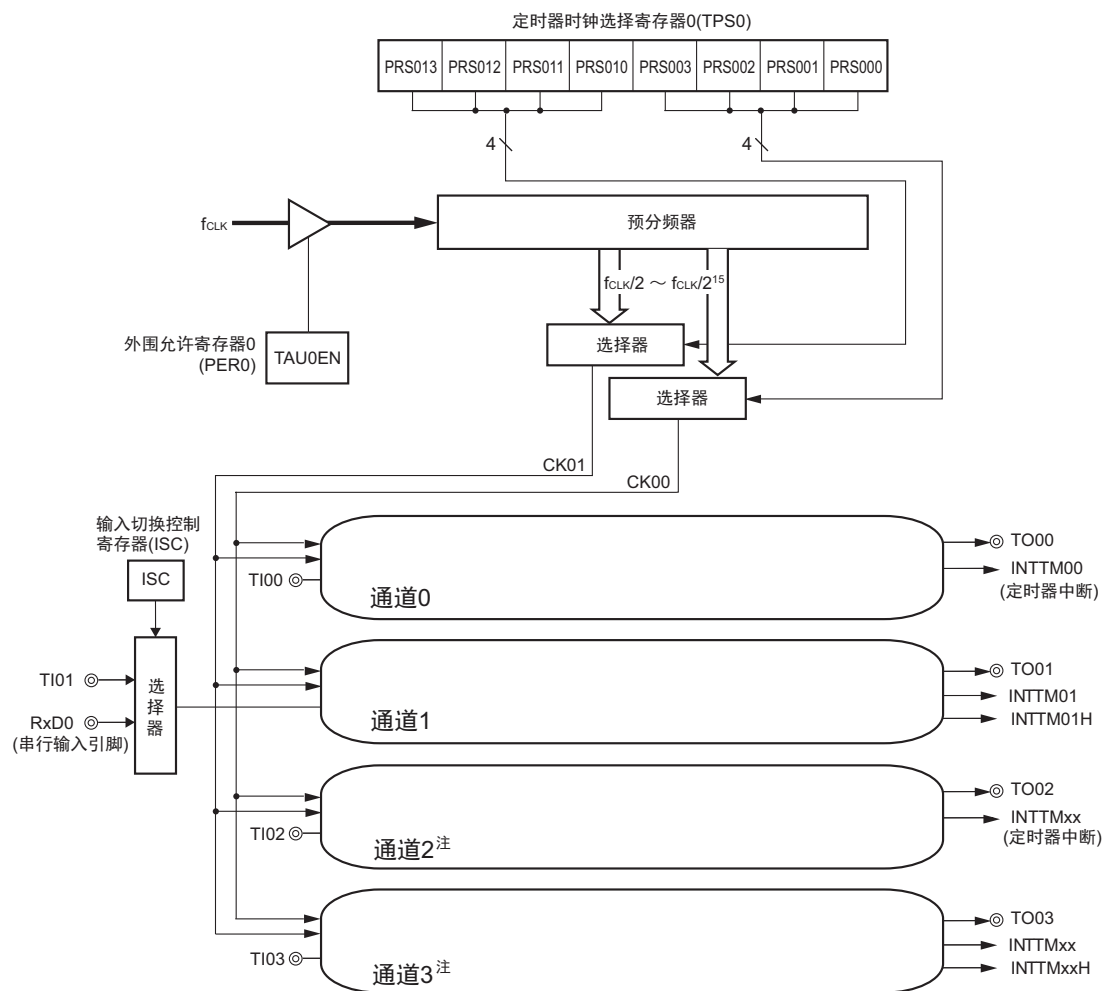 定时器时钟选择寄存器0(TPS0)
PRS013 PRS012 PRS011 PRS010 PRS003 PRS002 PRS001 PRS000
4 4
fCLK
预分频器
fCLK/2 ～ fCLK/2¹⁵
外围允许寄存器0
(PER0)
TAU0EN
选择器
选择器
CK01
CK00
输入切换控制
寄存器(ISC)
ISC
TI00
通道0
TO00
INTTM00
(定时器中断)
TI01
RxD0
(串行输入引脚)
选择器
通道1
TO01
INTTM01
INTTM01H
TI02
通道2注
TO02
INTTMxx
(定时器中断)
TI03
通道3注
TO03
INTTMxx
INTTMxxH